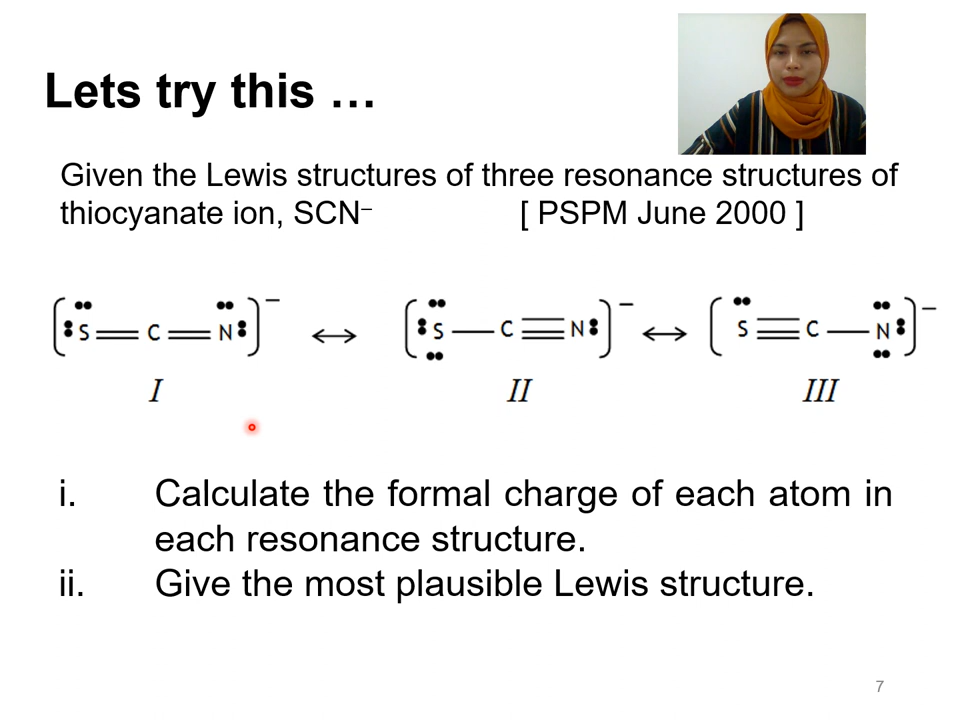 Lets try this …
Given the Lewis structures of three resonance structures of
thiocyanate ion, SCN⁻ [ PSPM June 2000 ]
S C N − ↔ S C N − ↔ S C N −
I II III
i. Calculate the formal charge of each atom in
each resonance structure.
ii. Give the most plausible Lewis structure.
7